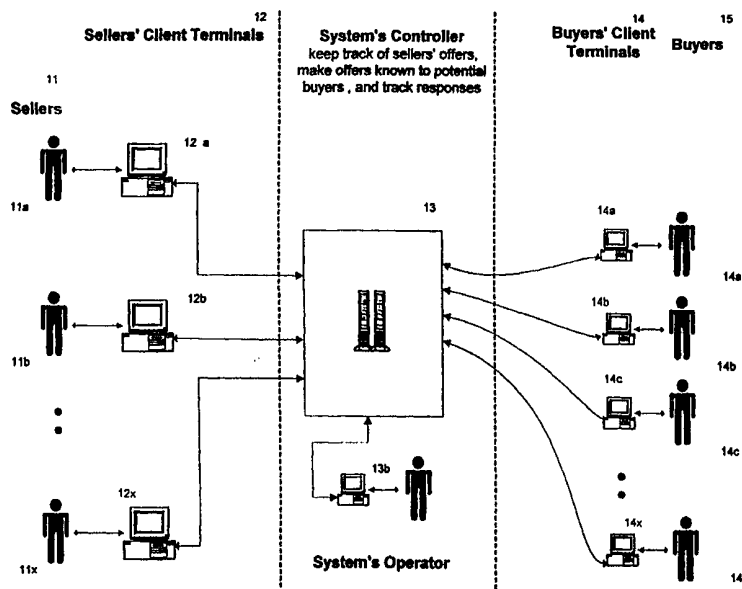 Sellers' Client Terminals
12
System's Controller
keep track of sellers' offers,
make offers known to potential
buyers , and track responses
14
Buyers' Client
Terminals
15
Buyers
11
Sellers
12 a
11a
12b
11b
12x
11x
13
13b
System's Operator
14a
14a
14b
14b
14c
14c
14x
14